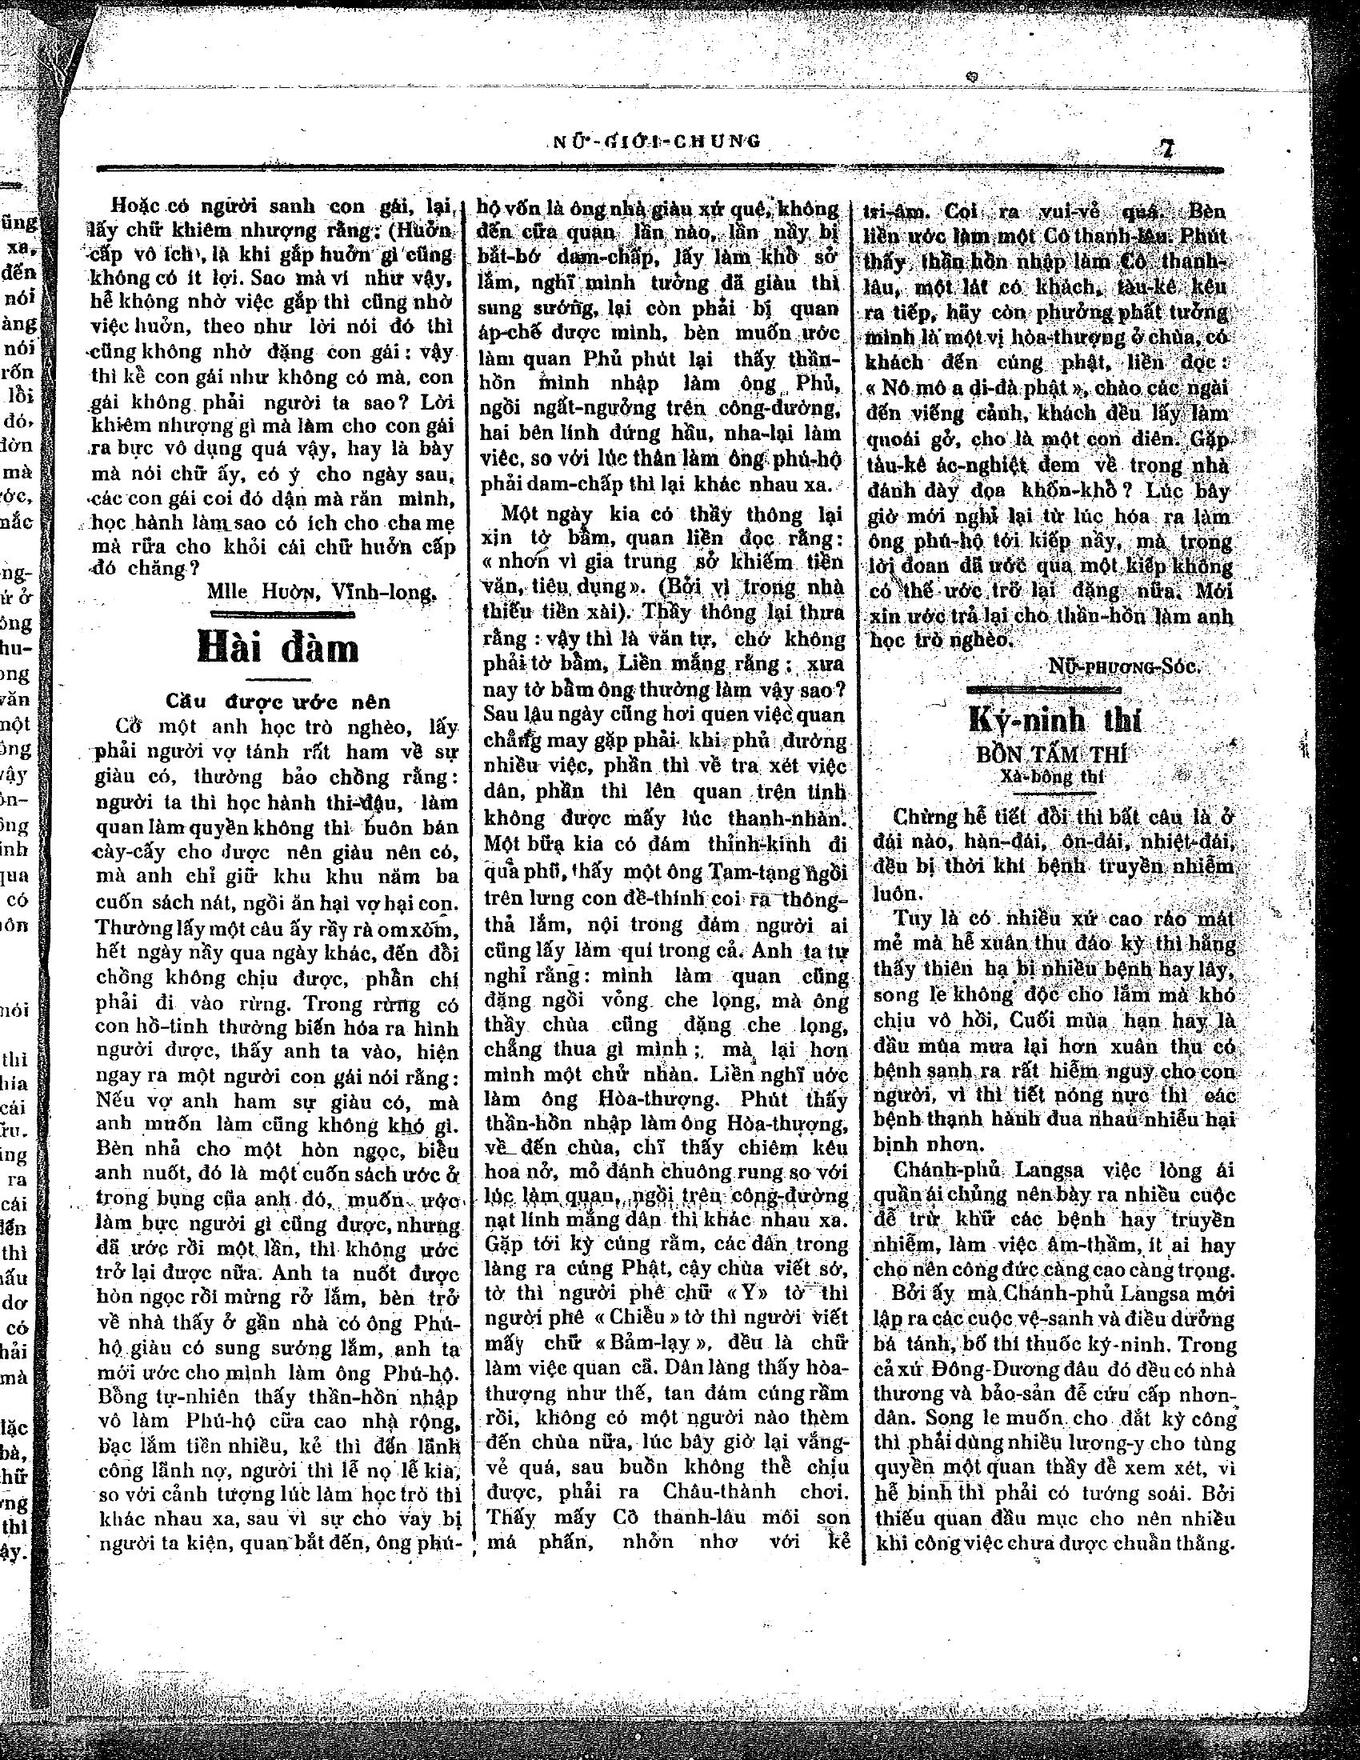 NỮ-GIỚI-CHUNG
7
Hoặc có người sanh con gái, lại,
lấy chữ khiêm nhượng rằng: (Huởn
cấp vô ích), là khi gắp huởn gì cũng
không có ít lợi. Sao mà ví như vậy,
hễ không nhờ việc gắp thì cũng nhờ
việc huởn, theo như lời nói đó thì
cũng không nhờ đặng con gái: vậy
thì kể con gái như không có mà, con
gái không phải người ta sao? Lời
khiêm nhượng gì mà làm cho con gái
ra bực vô dụng quá vậy, hay là bày
mà nói chữ ấy, có ý cho ngày sau,
các con gái coi đó dận mà răn mình,
học hành làm sao có ích cho cha mẹ
mà rữa cho khỏi cái chữ huởn cấp
đó chăng?
Mlle Huờn, Vĩnh-long.
Hài đàm
Cầu được ước nên
Cở một anh học trò nghèo, lấy
phải người vợ tánh rất ham về sự
giàu có, thường bảo chồng rằng:
người ta thì học hành thi-đậu, làm
quan làm quyền không thì buôn bán
cày-cấy cho được nên giàu nên có,
mà anh chỉ giữ khu khu năm ba
cuốn sách nát, ngồi ăn hại vợ hại con.
Thường lấy một câu ấy rầy rà om xóm,
hết ngày nầy qua ngày khác, đến đỗi
chồng không chịu được, phẫn chí
phải đi vào rừng. Trong rừng có
con hồ-tinh thường biến hóa ra hình
người được, thấy anh ta vào, hiện
ngay ra một người con gái nói rằng:
Nếu vợ anh ham sự giàu có, mà
anh muốn làm cũng không khó gì.
Bèn nhả cho một hòn ngọc, biểu
anh nuốt, đó là một cuốn sách ước ở
trong bụng của anh đó, muốn ước
làm bực người gì cũng được, nhưng
đã ước rồi một lần, thì không ước
trở lại được nữa. Anh ta nuốt được
hòn ngọc rồi mừng rở lắm, bèn trở
về nhà thấy ở gần nhà có ông Phú-
hộ giàu có sung sướng lắm, anh ta
mới ước cho mình làm ông Phú-hộ.
Bỗng tự-nhiên thấy thần-hồn nhập
vô làm Phú-hộ cữa cao nhà rộng,
bạc lắm tiền nhiều, kẻ thì đến lãnh
công lãnh nợ, người thì lễ nọ lễ kia,
so với cảnh tượng lúc làm học trò thì
khác nhau xa, sau vì sự cho vay bị
người ta kiện, quan bắt đến, ông phú-
hộ vốn là ông nhà giàu xứ quê, không
đến cửa quan lần nào, lần nầy bị
bắt-bớ dam-chấp, lấy làm khổ sở
lắm, nghĩ mình tưởng đã giàu thì
sung sướng, lại còn phải bị quan
áp-chế được mình, bèn muốn ước
làm quan Phủ phút lại thấy thần-
hồn mình nhập làm ông Phủ,
ngồi ngất-ngưởng trên công-đường,
hai bên lính đứng hầu, nha-lại làm
việc, so với lúc thân làm ông phú-hộ
phải dam-chấp thì lại khác nhau xa.
Một ngày kia có thầy thông lại
xin tờ bẩm, quan liền đọc rằng:
« nhơn vì gia trung sở khiếm tiền
văn, tiêu dụng». (Bởi vì trong nhà
thiếu tiền xài). Thầy thông lại thưa
rằng : vậy thì là văn tự, chớ không
phải tờ bẩm, Liền mắng rằng: xưa
nay tờ bẩm ông thường làm vậy sao?
Sau lâu ngày cũng hơi quen việc quan
chẳng may gặp phải khi phủ đường
nhiều việc, phần thì về tra xét việc
dân, phần thì lên quan trên tỉnh
không được mấy lúc thanh-nhàn.
Một bữa kia có đám thỉnh-kinh đi
quá phũ, thấy một ông Tam-tạng ngồi
trên lưng con đề-thính coi ra thông-
thả lắm, nội trong đám người ai
cũng lấy làm quí trong cả. Anh ta tự
nghỉ rằng: mình làm quan cũng
đặng ngồi võng che lọng, mà ông
thầy chùa cũng đặng che lọng,
chẳng thua gì mình; mà lại hơn
mình một chử nhàn. Liền nghĩ ước
làm ông Hòa-thượng. Phút thấy
thần-hồn nhập làm ông Hòa-thượng,
về đến chùa, chĩ thấy chiêm kêu
hoa nở, mỏ đánh chuông rung so với
lúc làm quan, ngồi trên công-đường
nạt lính mắng dân thì khác nhau xa.
Gặp tới kỳ cúng rằm, các dân trong
làng ra cúng Phật, cậy chùa viết sớ,
tờ thì người phê chữ «Y» tờ thì
người phê « Chiểu » tờ thì người viết
mấy chữ «Bảm-lạy», đều là chữ
làm việc quan cã. Dân làng thấy hòa-
thượng như thế, tan đám cúng rằm
rồi, không có một người nào thèm
đến chùa nữa, lúc bây giờ lại vắng-
vẻ quá, sau buồn không thể chịu
được, phải ra Châu-thành chơi.
Thấy mấy Cô thanh-lâu môi son
má phấn, nhởn nhơ với kẻ
tri-âm. Coi ra vui-vẻ quá. Bèn
liền ước làm một Cô thanh-lâu. Phút
thấy thần hồn nhập làm Cô thanh-
lâu, một lát có khách, tàu-kê kêu
ra tiếp, hãy còn phưởng phất tưởng
mình là một vị hòa-thượng ở chùa, có
khách đến cúng phật, liền đọc:
« Nô mô a di-đà phật », chào các ngài
đến viếng cảnh, khách đều lấy làm
quoái gở, cho là một con điên. Gặp
tàu-kê ác-nghiệt đem về trong nhà
đánh đày đọa khốn-khổ? Lúc bây
giờ mới nghỉ lại từ lúc hóa ra làm
ông phú-hộ tới kiếp nầy, mà trong
lời đoan đã ước qua một kiếp không
có thể ước trở lại đặng nữa. Mới
xin ước trả lại cho thần-hồn làm anh
học trò nghèo.
Nữ-phương-Sóc.
Ký-ninh thí
BỒN TẤM THÍ
Xà-bông thí
Chừng hễ tiết đổi thì bất câu là ở
đái nào, hàn-đái, ôn-đái, nhiệt-đái,
đều bị thời khí bệnh truyền nhiễm
luôn.
Tuy là có nhiều xứ cao ráo mát
mẻ mà hễ xuân thu đáo kỳ thì hằng
thấy thiên hạ bị nhiều bệnh hay lây,
song le không độc cho lắm mà khó
chịu vô hồi, Cuối mùa hạn hay là
đầu mùa mưa lại hơn xuân thu có
bệnh sanh ra rất hiểm nguy cho con
người, vì thì tiết nóng nực thì các
bệnh thạnh hành đua nhau nhiễu hại
bịnh nhơn.
Chánh-phủ Langsa việc lòng ái
quần ái chủng nên bày ra nhiều cuộc
để trừ khữ các bệnh hay truyền
nhiễm, làm việc âm-thầm, ít ai hay
cho nên công đức càng cao càng trọng.
Bởi ấy mà Chánh-phủ Langsa mới
lập ra các cuộc vệ-sanh và điều dưởng
bá tánh, bố thí thuốc ký-ninh. Trong
cả xứ Đông-Dương đâu đó đều có nhà
thương và bảo-sản để cứu cấp nhơn-
dân. Song le muốn cho đắt kỳ công
thì phải dùng nhiều lương-y cho tùng
quyền một quan thầy để xem xét, vì
hễ binh thì phải có tướng soái. Bởi
thiếu quan đầu mục cho nên nhiều
khi công việc chưa được chuẩn thẳng.